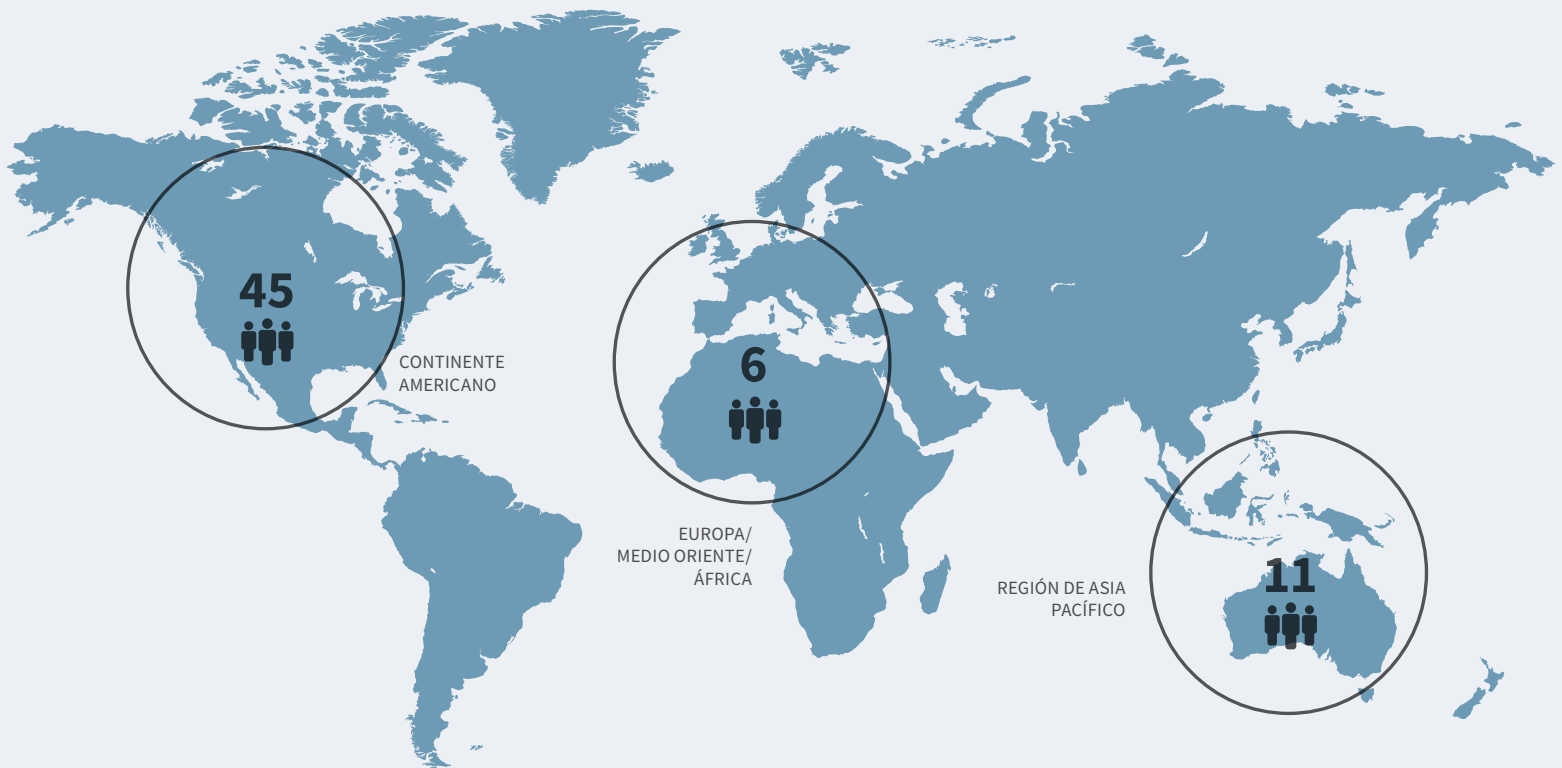 45
CONTINENTE
AMERICANO
6
EUROPA/
MEDIO ORIENTE/
ÁFRICA
11
REGIÓN DE ASIA
PACÍFICO